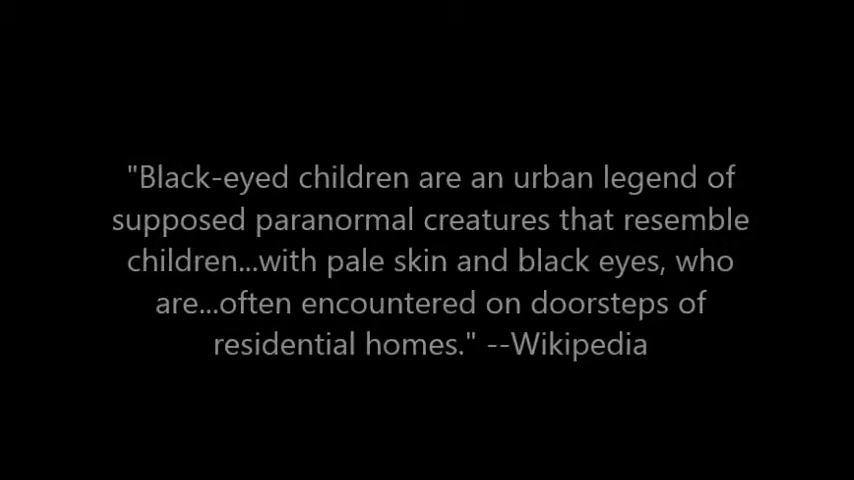 "Black-eyed children are an urban legend of
supposed paranormal creatures that resemble
children...with pale skin and black eyes, who
are...often encountered on doorsteps of
residential homes." --Wikipedia